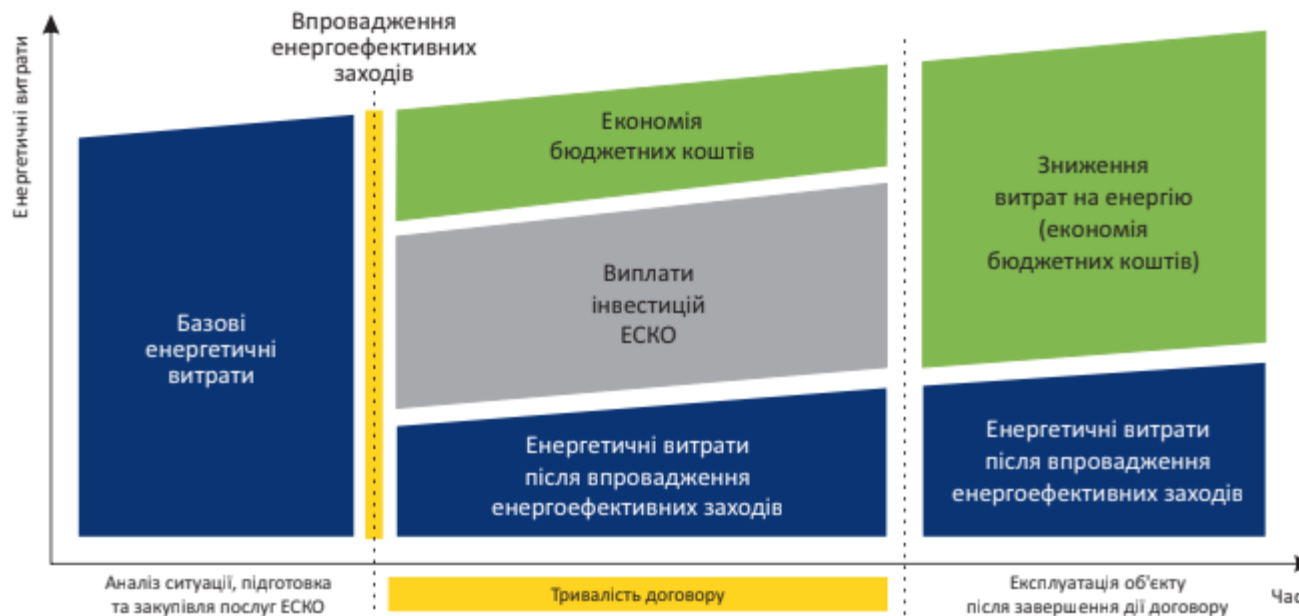 Енергетичні витрати
Впровадження
енергоефективних
заходів
Базові
енергетичні
витрати
Економія
бюджетних коштів
Виплати
інвестицій
ЕСКО
Енергетичні витрати
після впровадження
енергоефективних заходів
Зниження
витрат на енергію
(економія
бюджетних коштів)
Енергетичні витрати
після впровадження
енергоефективних заходів
Аналіз ситуації, підготовка
та закупівля послуг ЕСКО
Тривалість договору
Експлуатація об'єкту
після завершення дії договору
Час